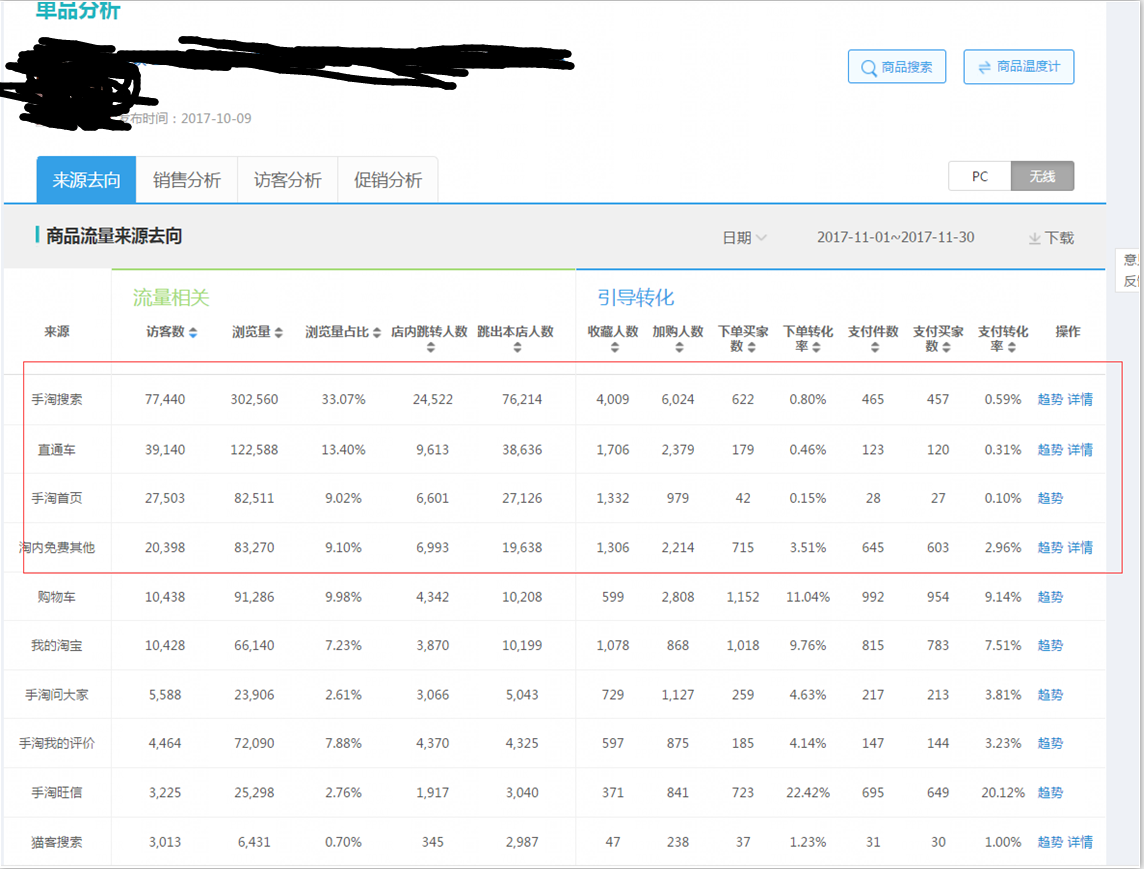 单品分析
商品搜索
商品温度计
布时间：2017-10-09
来源去向 销售分析 访客分析 促销分析
PC 无线
商品流量来源去向
日期 2017-11-01~2017-11-30 下载
意
反
流量相关 引导转化
来源 访客数 浏览量 浏览量占比 店内跳转人数 跳出本店人数 收藏人数 加购人数 下单买家数 下单转化率 支付件数 支付买家数 支付转化率 操作
手淘搜索 77,440 302,560 33.07% 24,522 76,214 4,009 6,024 622 0.80% 465 457 0.59% 趋势 详情
直通车 39,140 122,588 13.40% 9,613 38,636 1,706 2,379 179 0.46% 123 120 0.31% 趋势 详情
手淘首页 27,503 82,511 9.02% 6,601 27,126 1,332 979 42 0.15% 28 27 0.10% 趋势
淘内免费其他 20,398 83,270 9.10% 6,993 19,638 1,306 2,214 715 3.51% 645 603 2.96% 趋势 详情
购物车 10,438 91,286 9.98% 4,342 10,208 599 2,808 1,152 11.04% 992 954 9.14% 趋势
我的淘宝 10,428 66,140 7.23% 3,870 10,199 1,078 868 1,018 9.76% 815 783 7.51% 趋势
手淘问大家 5,588 23,906 2.61% 3,066 5,043 729 1,127 259 4.63% 217 213 3.81% 趋势
手淘我的评价 4,464 72,090 7.88% 4,370 4,325 597 875 185 4.14% 147 144 3.23% 趋势
手淘旺信 3,225 25,298 2.76% 1,917 3,040 371 841 723 22.42% 695 649 20.12% 趋势
猫客搜索 3,013 6,431 0.70% 345 2,987 47 238 37 1.23% 31 30 1.00% 趋势 详情